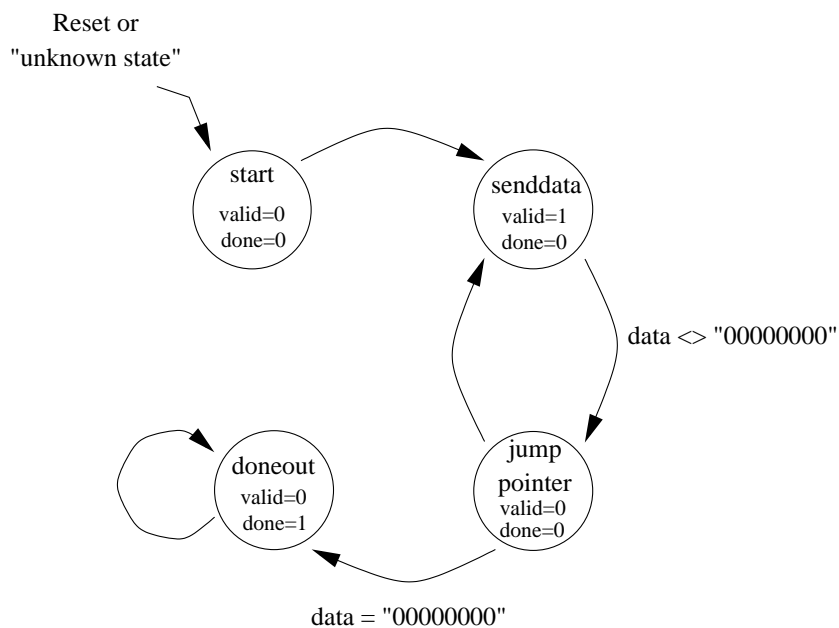 Reset or
"unknown state"
start
valid=0
done=0
senddata
valid=1
done=0
data <> "00000000"
jump
pointer
valid=0
done=0
doneout
valid=0
done=1
data = "00000000"